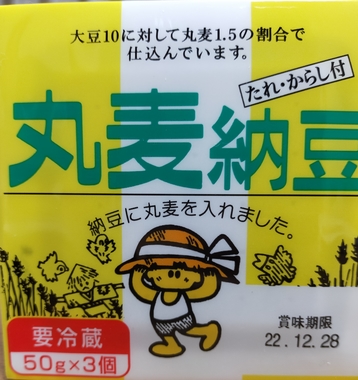 大豆10に対して丸麦1.5の割合で
仕込んでいます。
たれ・からし付
丸麦納豆
納豆に丸麦を入れました。
要冷蔵
50g×3個
賞味期限
22.12.28